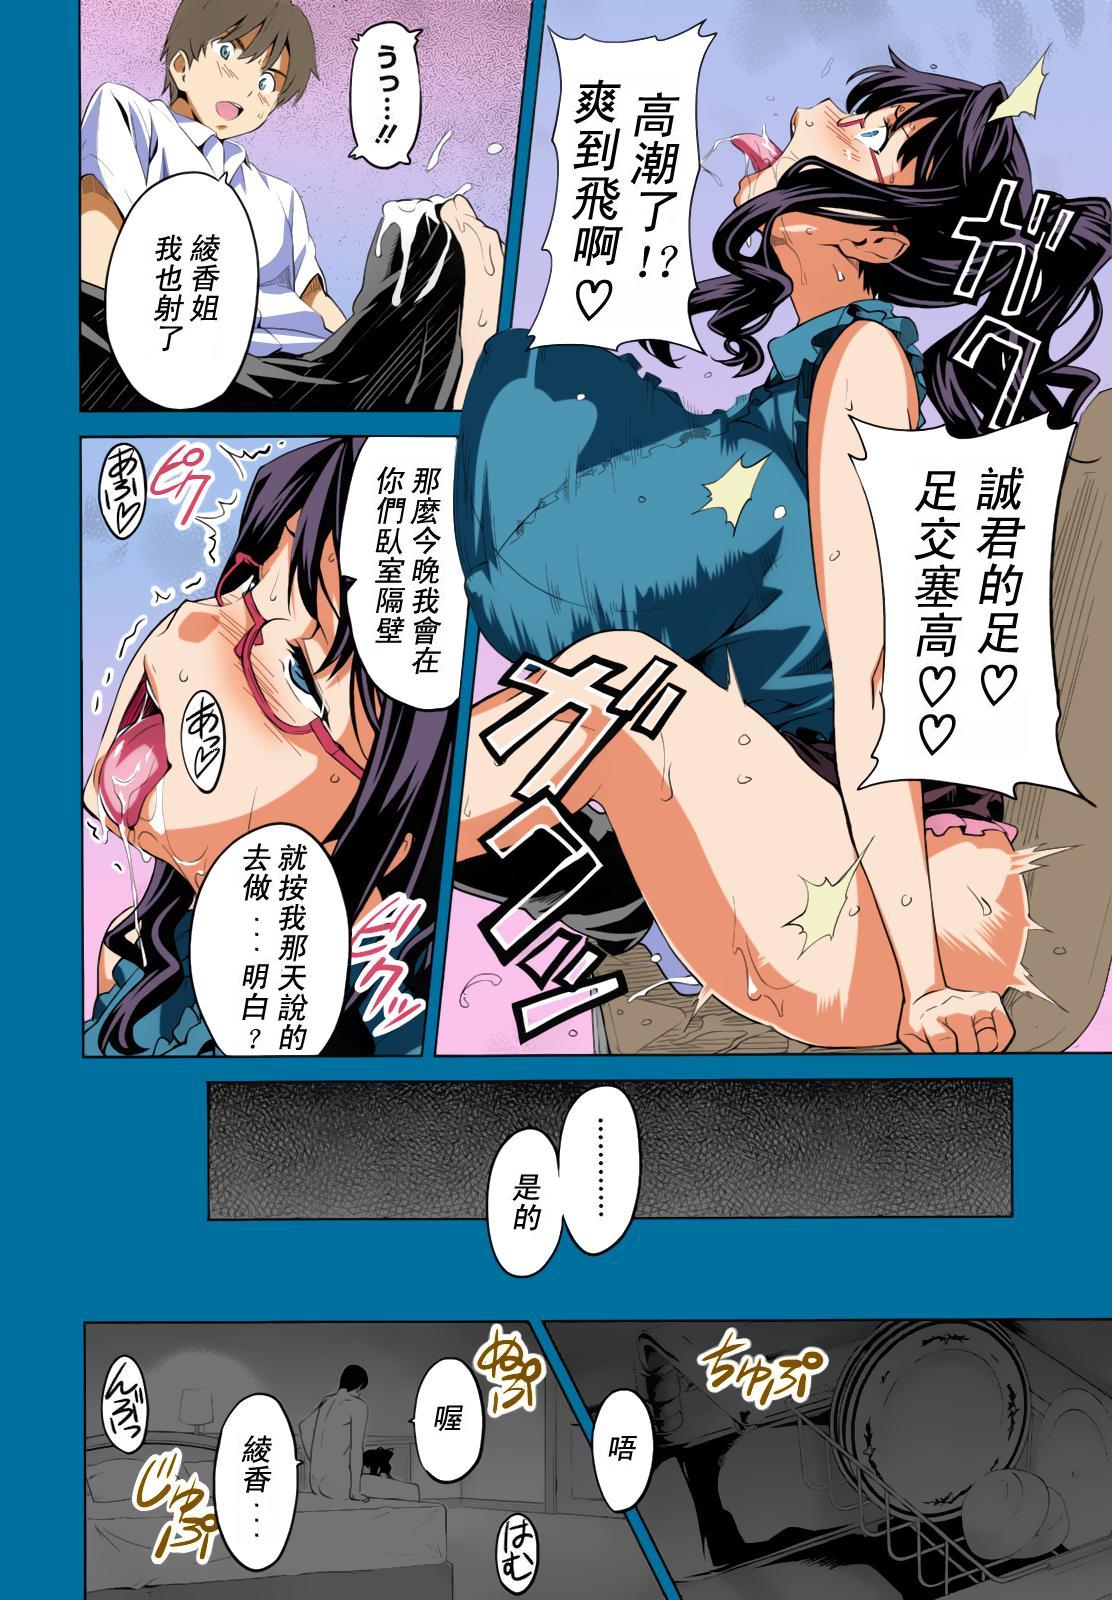 高潮了!?
爽到飛啊♡
ガク
誠君的足♡
足交塞高♡♡
ガクッ
うっ…!!
綾香姐
我也射了
那麼今晚我會在
你們臥室隔壁
ピク
あふ♡
あっ♡
就按我那天說的
去做...明白?
ピクッ
………
是的
ちゅぷ
唔
ぬぷ
喔
綾香...
んぶっ
じゅぷ
はむ